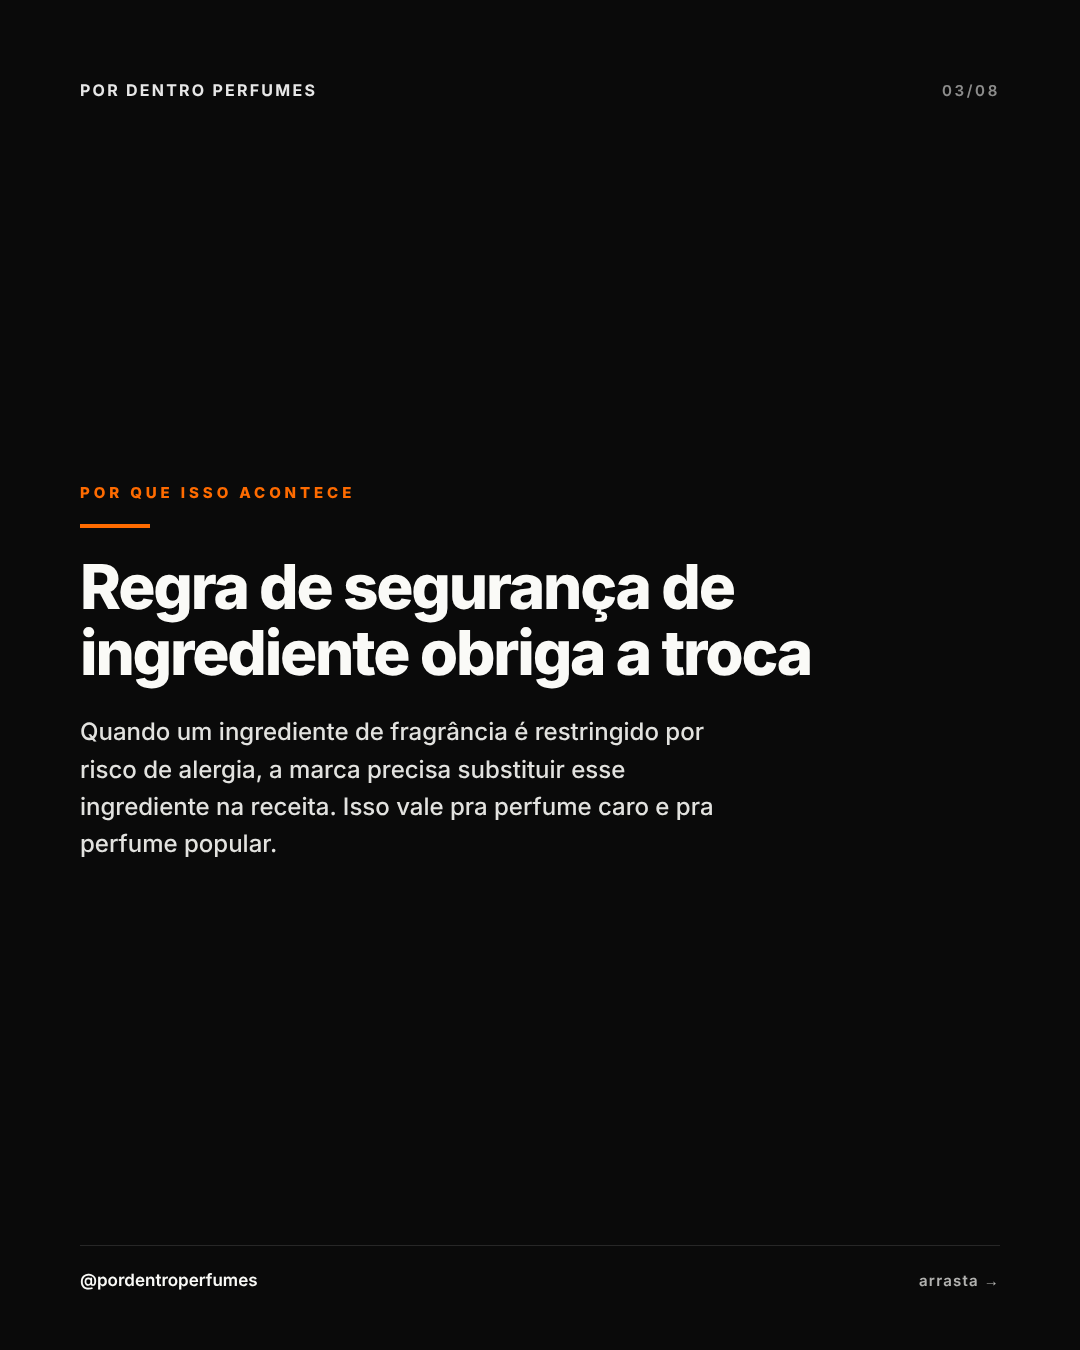 POR DENTRO PERFUMES
03/08
POR QUE ISSO ACONTECE
Regra de segurança de
ingrediente obriga a troca
Quando um ingrediente de fragrância é restringido por
risco de alergia, a marca precisa substituir esse
ingrediente na receita. Isso vale pra perfume caro e pra
perfume popular.
@pordentroperfumes
arrasta →